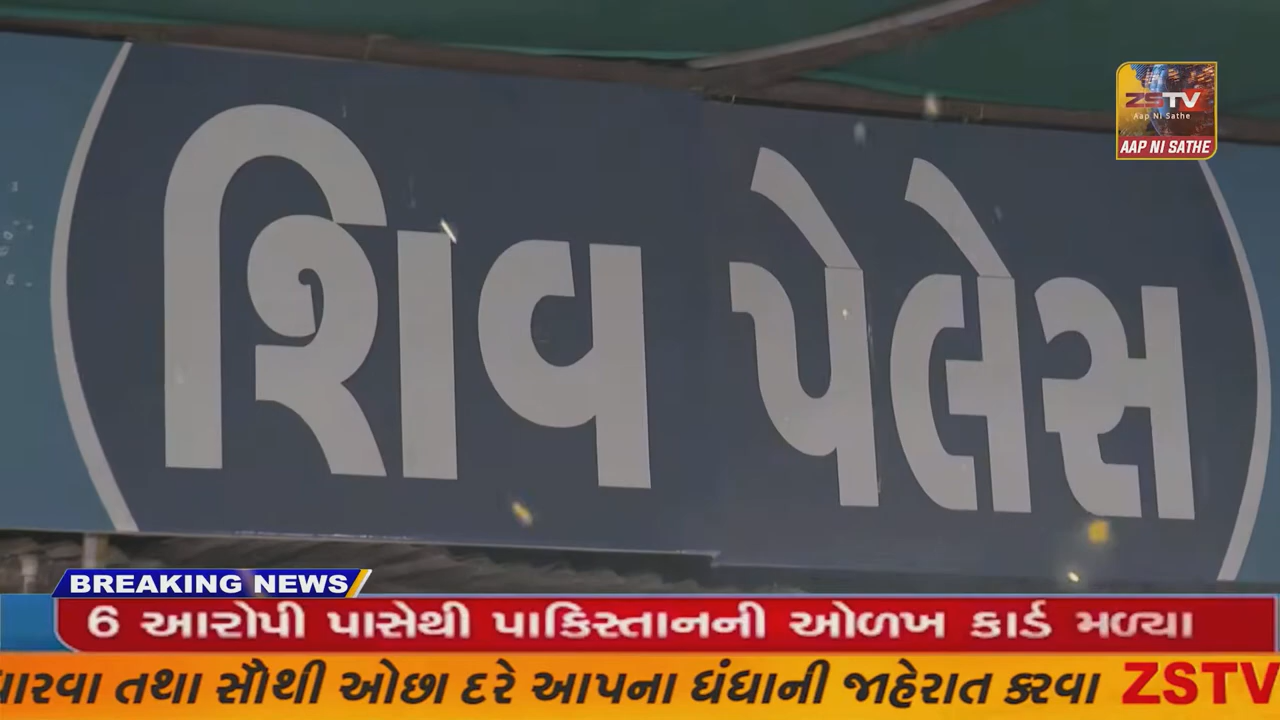 શિવ પેલેસ
ZSTV
Aap Ni Sathe
AAP NI SATHE
BREAKING NEWS
6 આરોપી પાસેથી પાકિસ્તાનની ઓળખ કાર્ડ મળ્યા
તથા સૌથી ઓછા દરે આપના ધંધાની જાહેરાત કરવા ZSTV